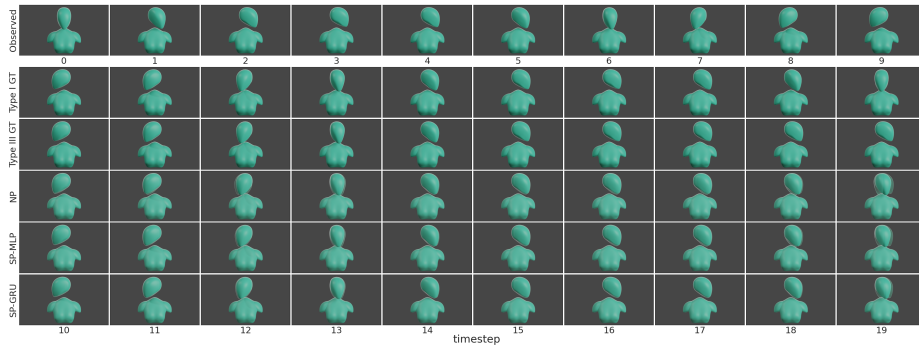 Observed
0 1 2 3 4 5 6 7 8 9
Type I GT
Type III GT
NP
SP-MLP
SP-GRU
10 11 12 13 14 15 16 17 18 19
timestep